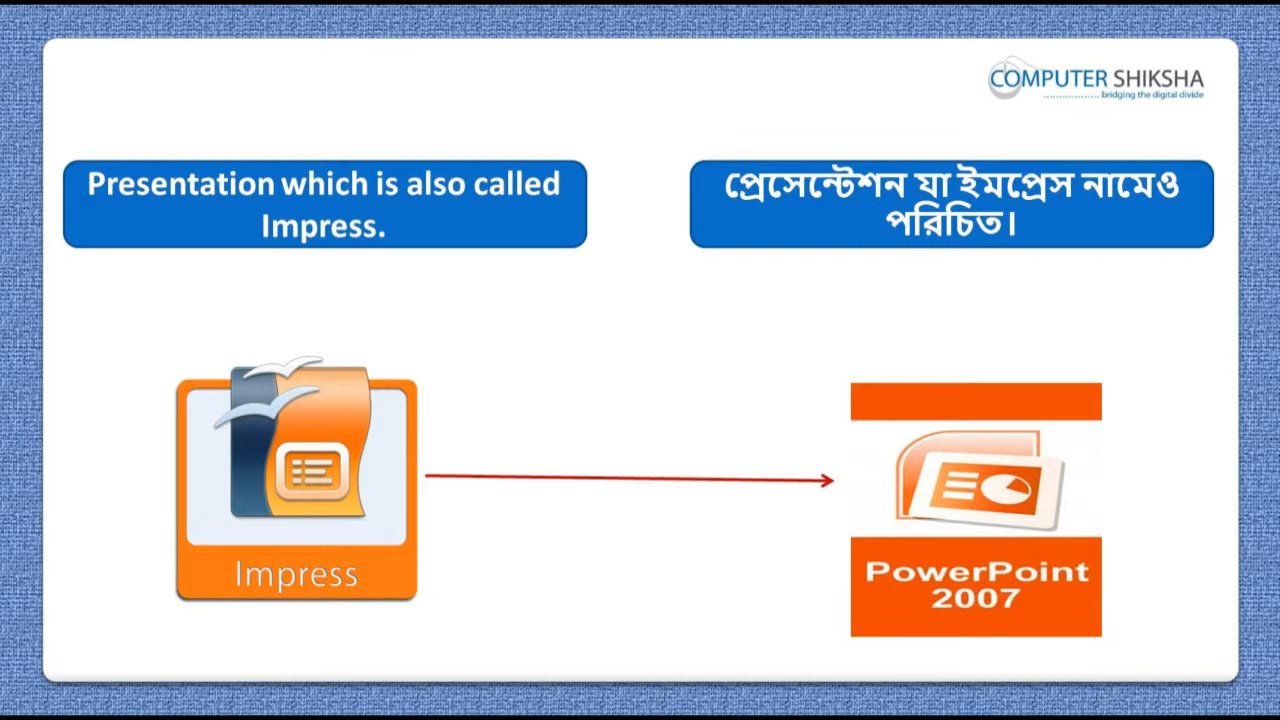 COMPUTER SHIKSHA
bridging the digital divide
Presentation which is also called
Impress.
প্রেসেন্টেশন যা ইমপ্রেস নামেও
পরিচিত।
Impress
PowerPoint
2007